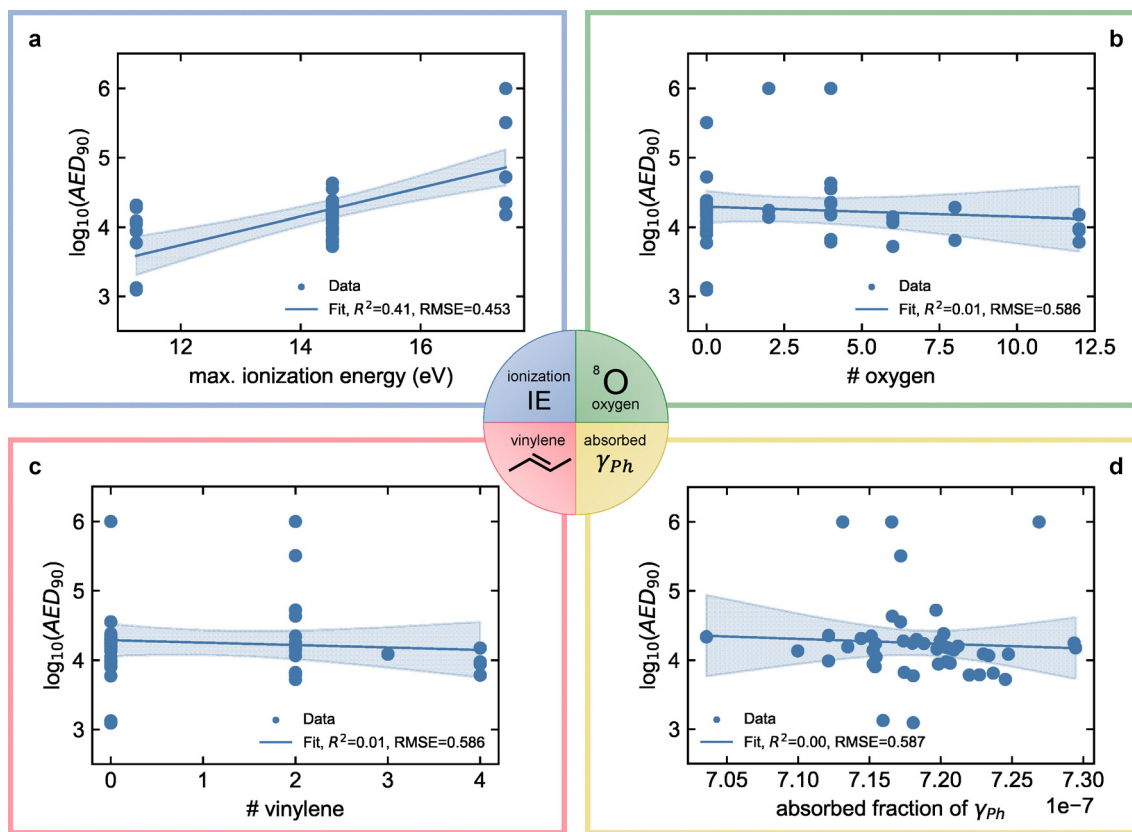 a
log₁₀(AED₉₀)
6
5
4
3
12 14 16
max. ionization energy (eV)
Data
Fit, R²=0.41, RMSE=0.453
b
log₁₀(AED₉₀)
6
5
4
3
0.0 2.5 5.0 7.5 10.0 12.5
# oxygen
Data
Fit, R²=0.01, RMSE=0.586
ionization
IE
⁸O
oxygen
vinylene
absorbed
γPh
c
log₁₀(AED₉₀)
6
5
4
3
0 1 2 3 4
# vinylene
Data
Fit, R²=0.01, RMSE=0.586
d
log₁₀(AED₉₀)
6
5
4
3
7.05 7.10 7.15 7.20 7.25 7.30
absorbed fraction of γPh 1e−7
Data
Fit, R²=0.00, RMSE=0.587